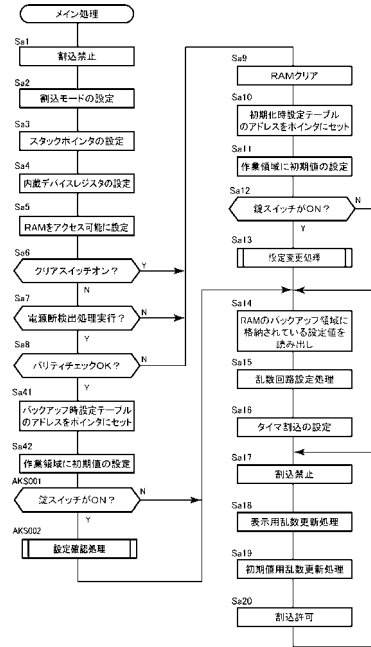 メイン処理
Sa1
割込禁止
Sa2
割込モードの設定
Sa3
スタックポインタの設定
Sa4
内蔵デバイスレジスタの設定
Sa5
RAMをアクセス可能に設定
Sa6
クリアスイッチオン？
Y
N
Sa7
電源断検出処理実行？
N
Y
Sa8
パリティチェックOK？
N
Y
Sa41
バックアップ時設定テーブル
のアドレスをポインタにセット
Sa42
作業領域に初期値の設定
AKS001
錠スイッチがON？
N
Y
AKS002
設定確認処理
Sa9
RAMクリア
Sa10
初期化時設定テーブル
のアドレスをポインタにセット
Sa11
作業領域に初期値の設定
Sa12
錠スイッチがON？
N
Y
Sa13
設定変更処理
Sa14
RAMのバックアップ領域に
格納されている設定値を
読み出し
Sa15
乱数回路設定処理
Sa16
タイマ割込の設定
Sa17
割込禁止
Sa18
表示用乱数更新処理
Sa19
初期値用乱数更新処理
Sa20
割込許可